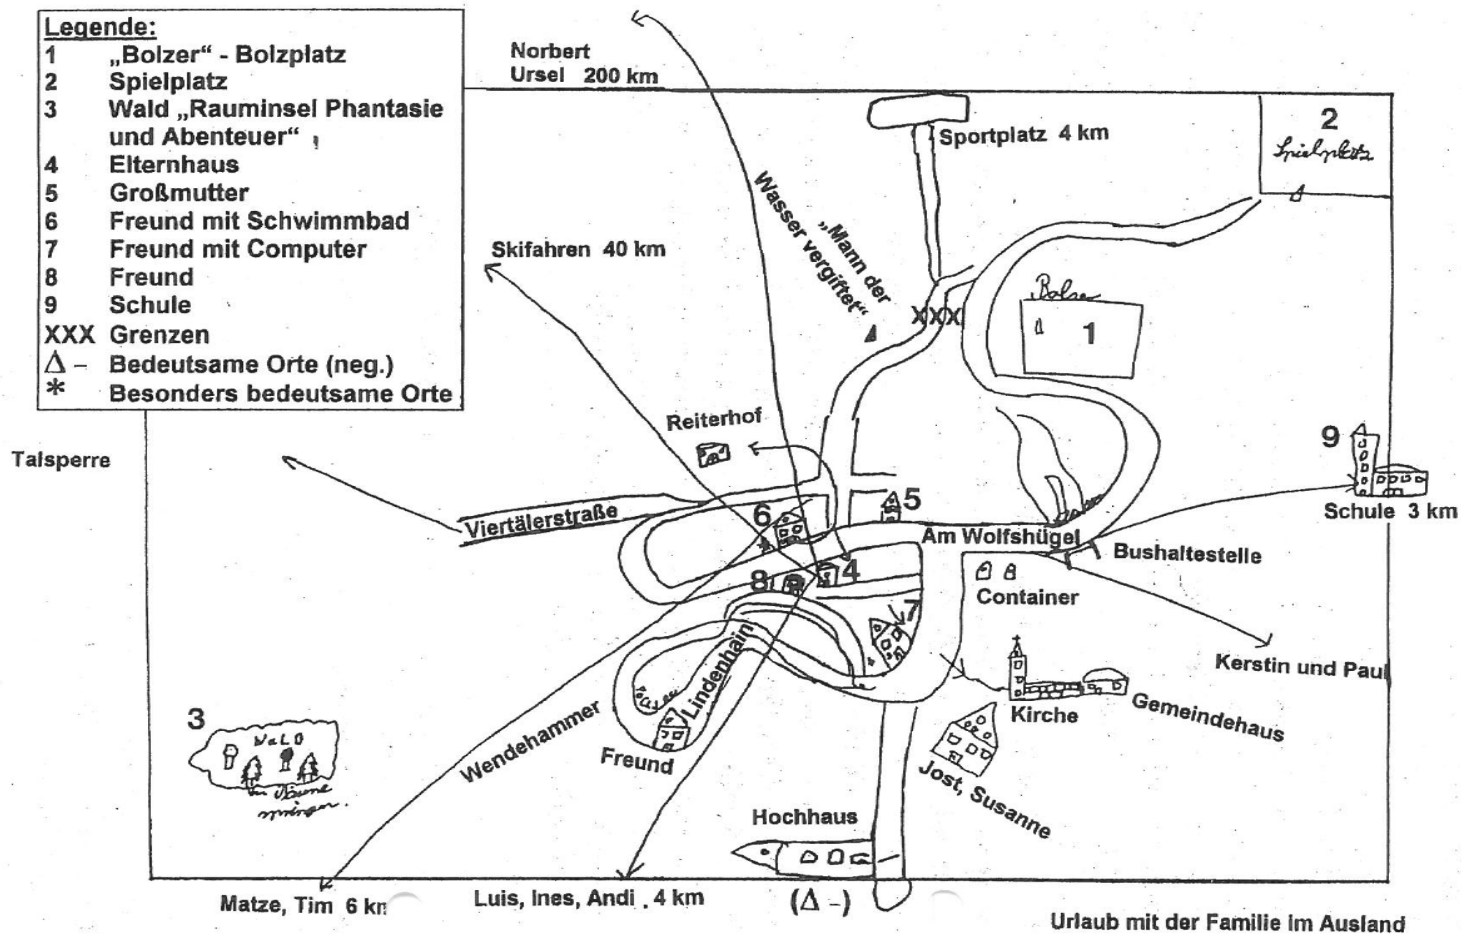 Legende:
1 „Bolzer“ - Bolzplatz
2 Spielplatz
3 Wald „Rauminsel Phantasie
und Abenteuer“
4 Elternhaus
5 Großmutter
6 Freund mit Schwimmbad
7 Freund mit Computer
8 Freund
9 Schule
XXX Grenzen
Δ – Bedeutsame Orte (neg.)
* Besonders bedeutsame Orte
Norbert
Ursel 200 km
Sportplatz 4 km
2
Spielplatz
„Mann der
Wasser vergiftet“
Skifahren 40 km
XXX
1
Reiterhof
Talsperre
9
Schule 3 km
Viertälerstraße
6
5
Am Wolfshügel
Bushaltestelle
8
4
Container
7
Kerstin und Paul
Kirche
Gemeindehaus
Lindenhain
Wendehammer
Freund
3
WALD
Jost, Susanne
Hochhaus
(Δ -)
Matze, Tim 6 km
Luis, Ines, Andi . 4 km
Urlaub mit der Familie im Ausland